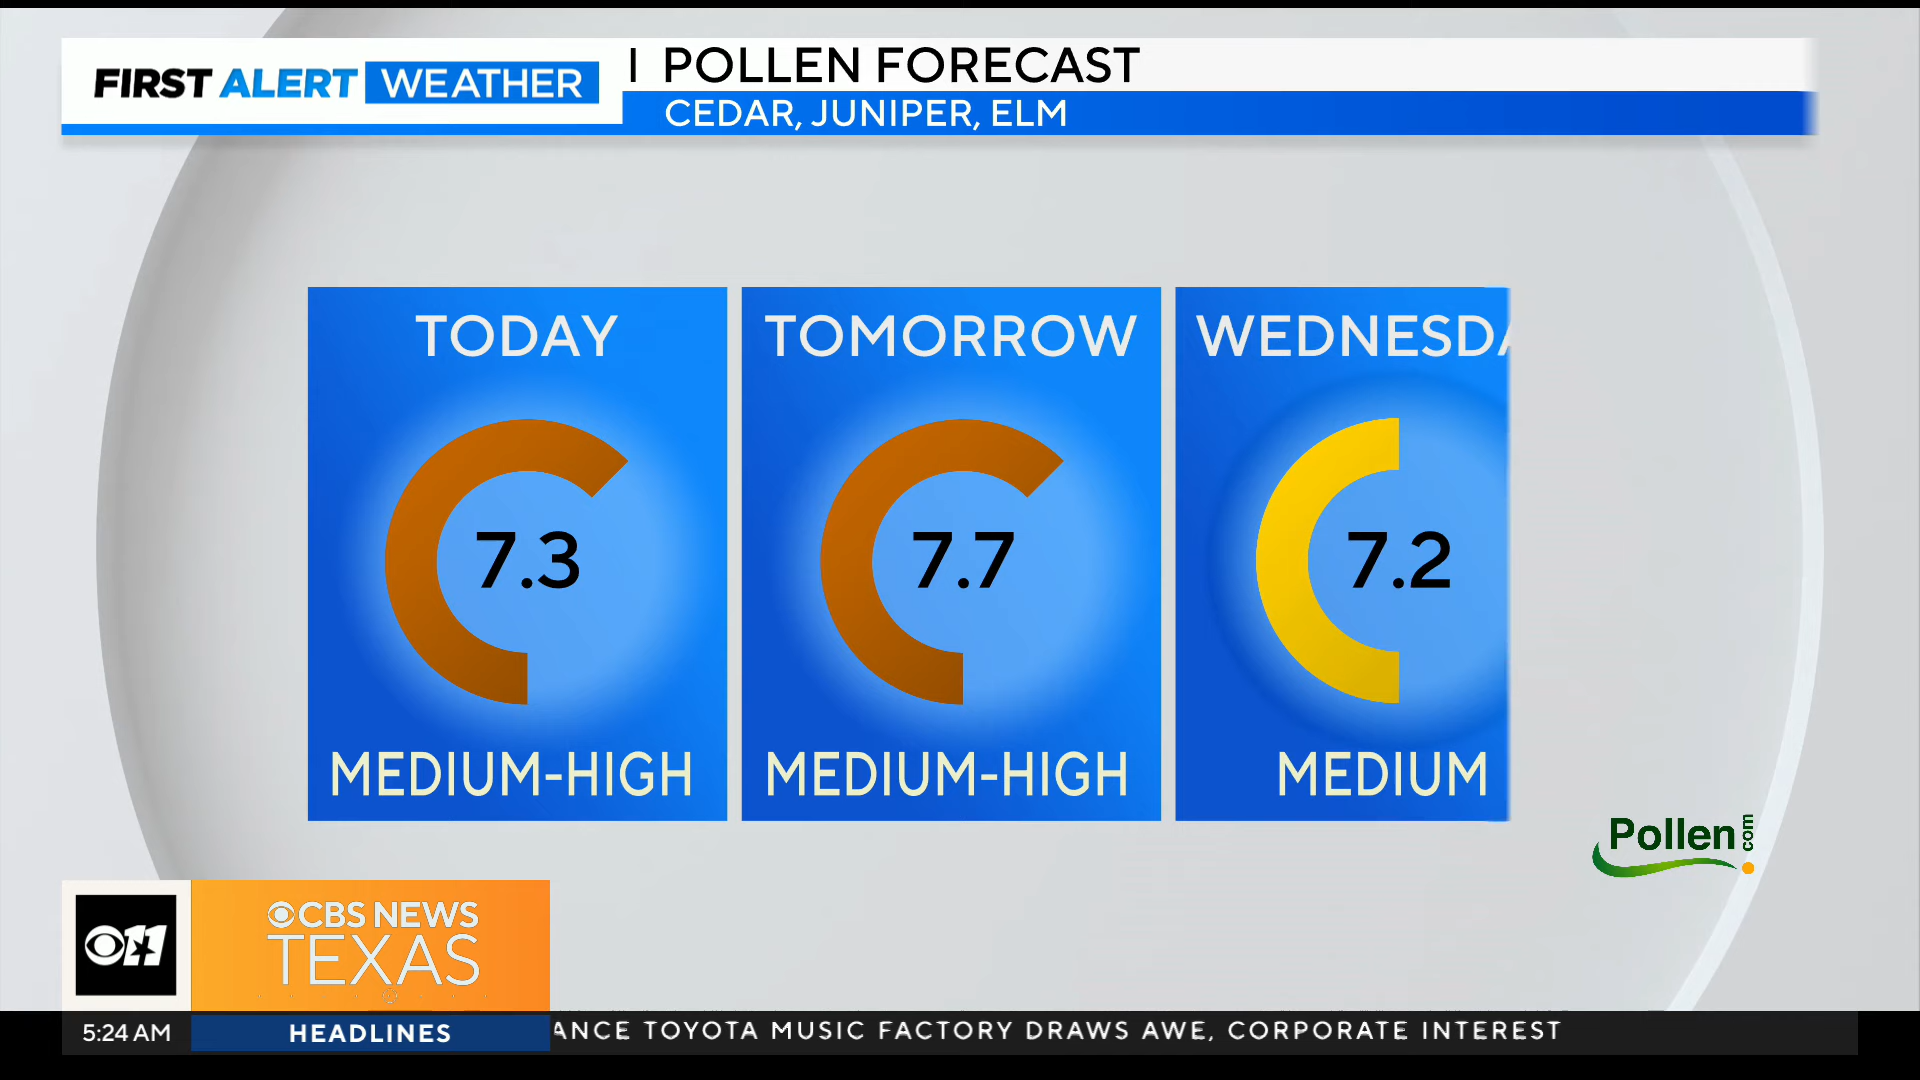 FIRST ALERT WEATHER
| POLLEN FORECAST
CEDAR, JUNIPER, ELM
TODAY
7.3
MEDIUM-HIGH
TOMORROW
7.7
MEDIUM-HIGH
WEDNESDA
7.2
MEDIUM
Pollen.com
11
CBS NEWS
TEXAS
5:24 AM
HEADLINES
ANCE TOYOTA MUSIC FACTORY DRAWS AWE, CORPORATE INTEREST